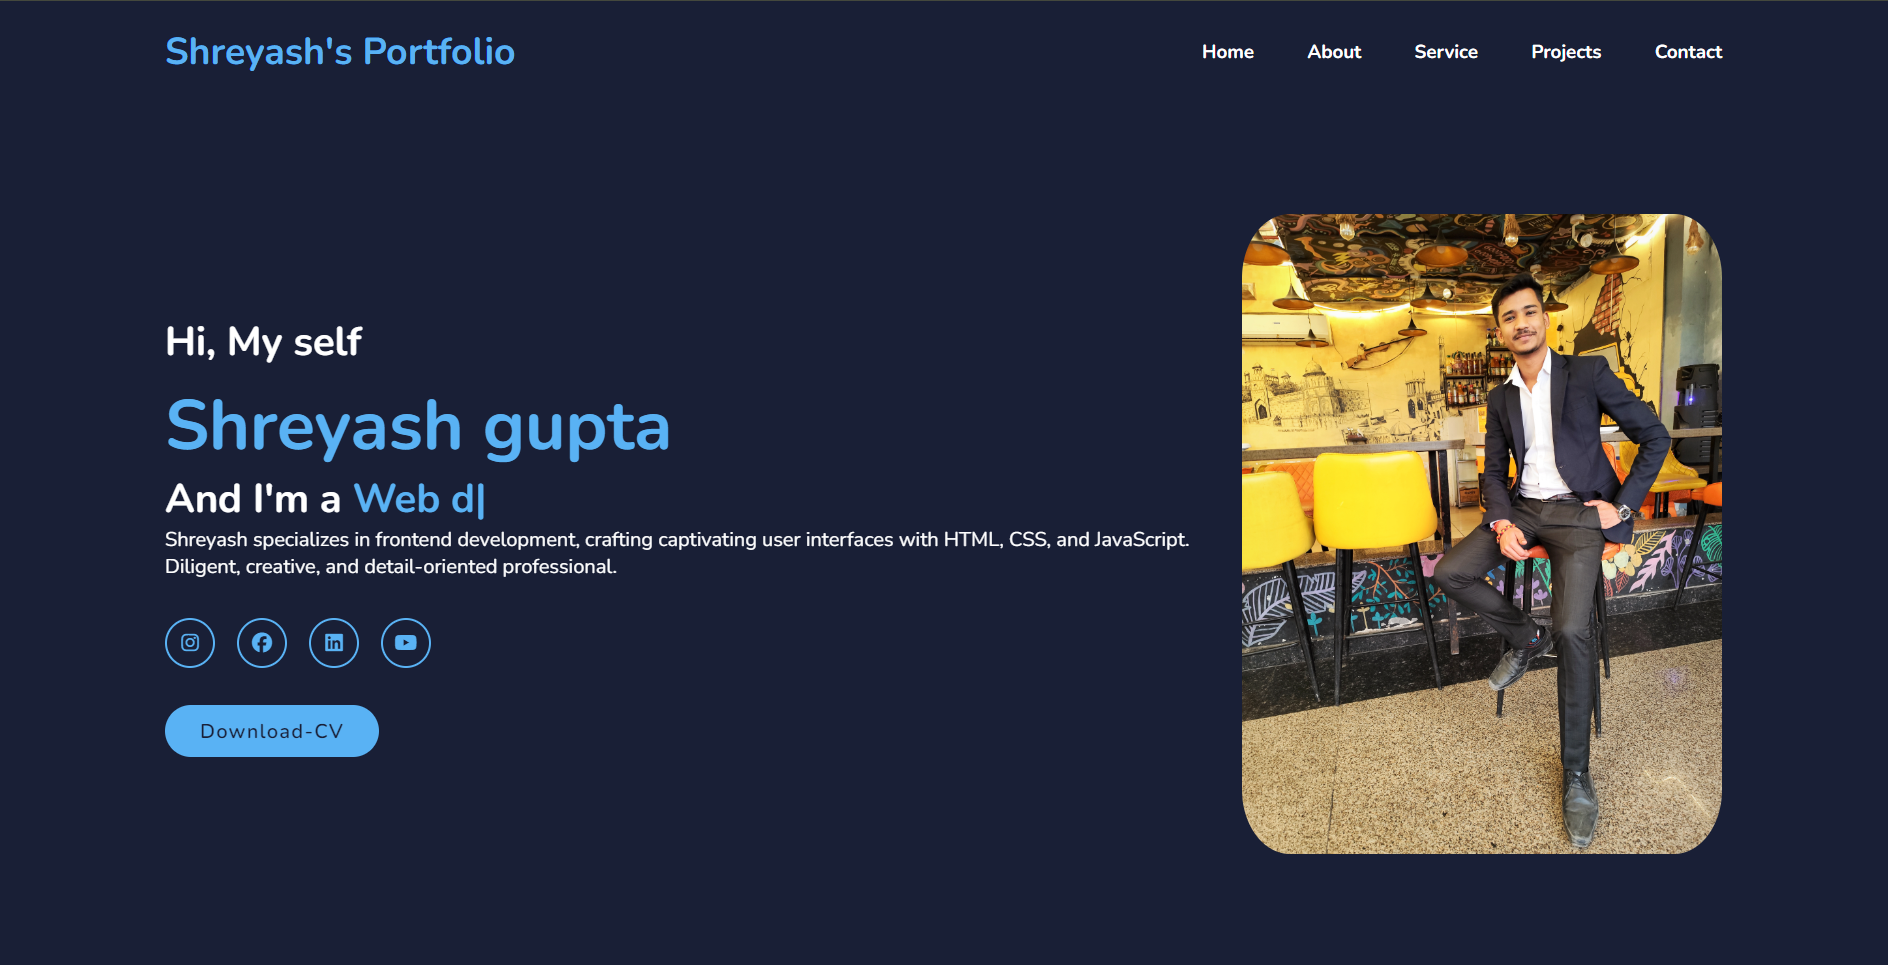 Shreyash's Portfolio
Home About Service Projects Contact
Hi, My self
Shreyash gupta
And I'm a Web d|
Shreyash specializes in frontend development, crafting captivating user interfaces with HTML, CSS, and JavaScript.
Diligent, creative, and detail-oriented professional.
Download-CV